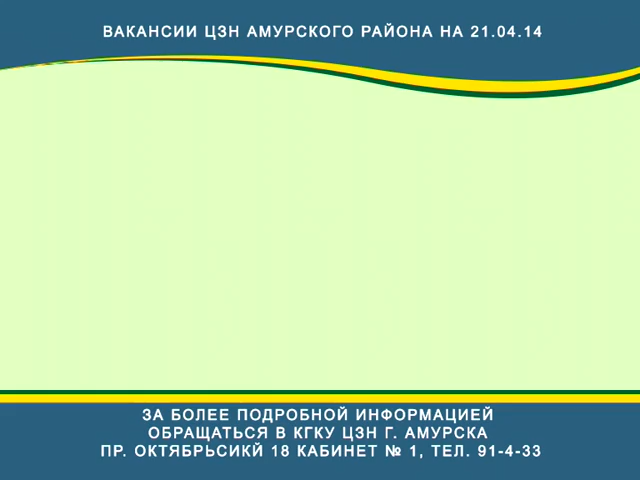 ВАКАНСИИ ЦЗН АМУРСКОГО РАЙОНА НА 21.04.14
ЗА БОЛЕЕ ПОДРОБНОЙ ИНФОРМАЦИЕЙ
ОБРАЩАТЬСЯ В КГКУ ЦЗН Г. АМУРСКА
ПР. ОКТЯБРЬСИКЙ 18 КАБИНЕТ № 1, ТЕЛ. 91-4-33